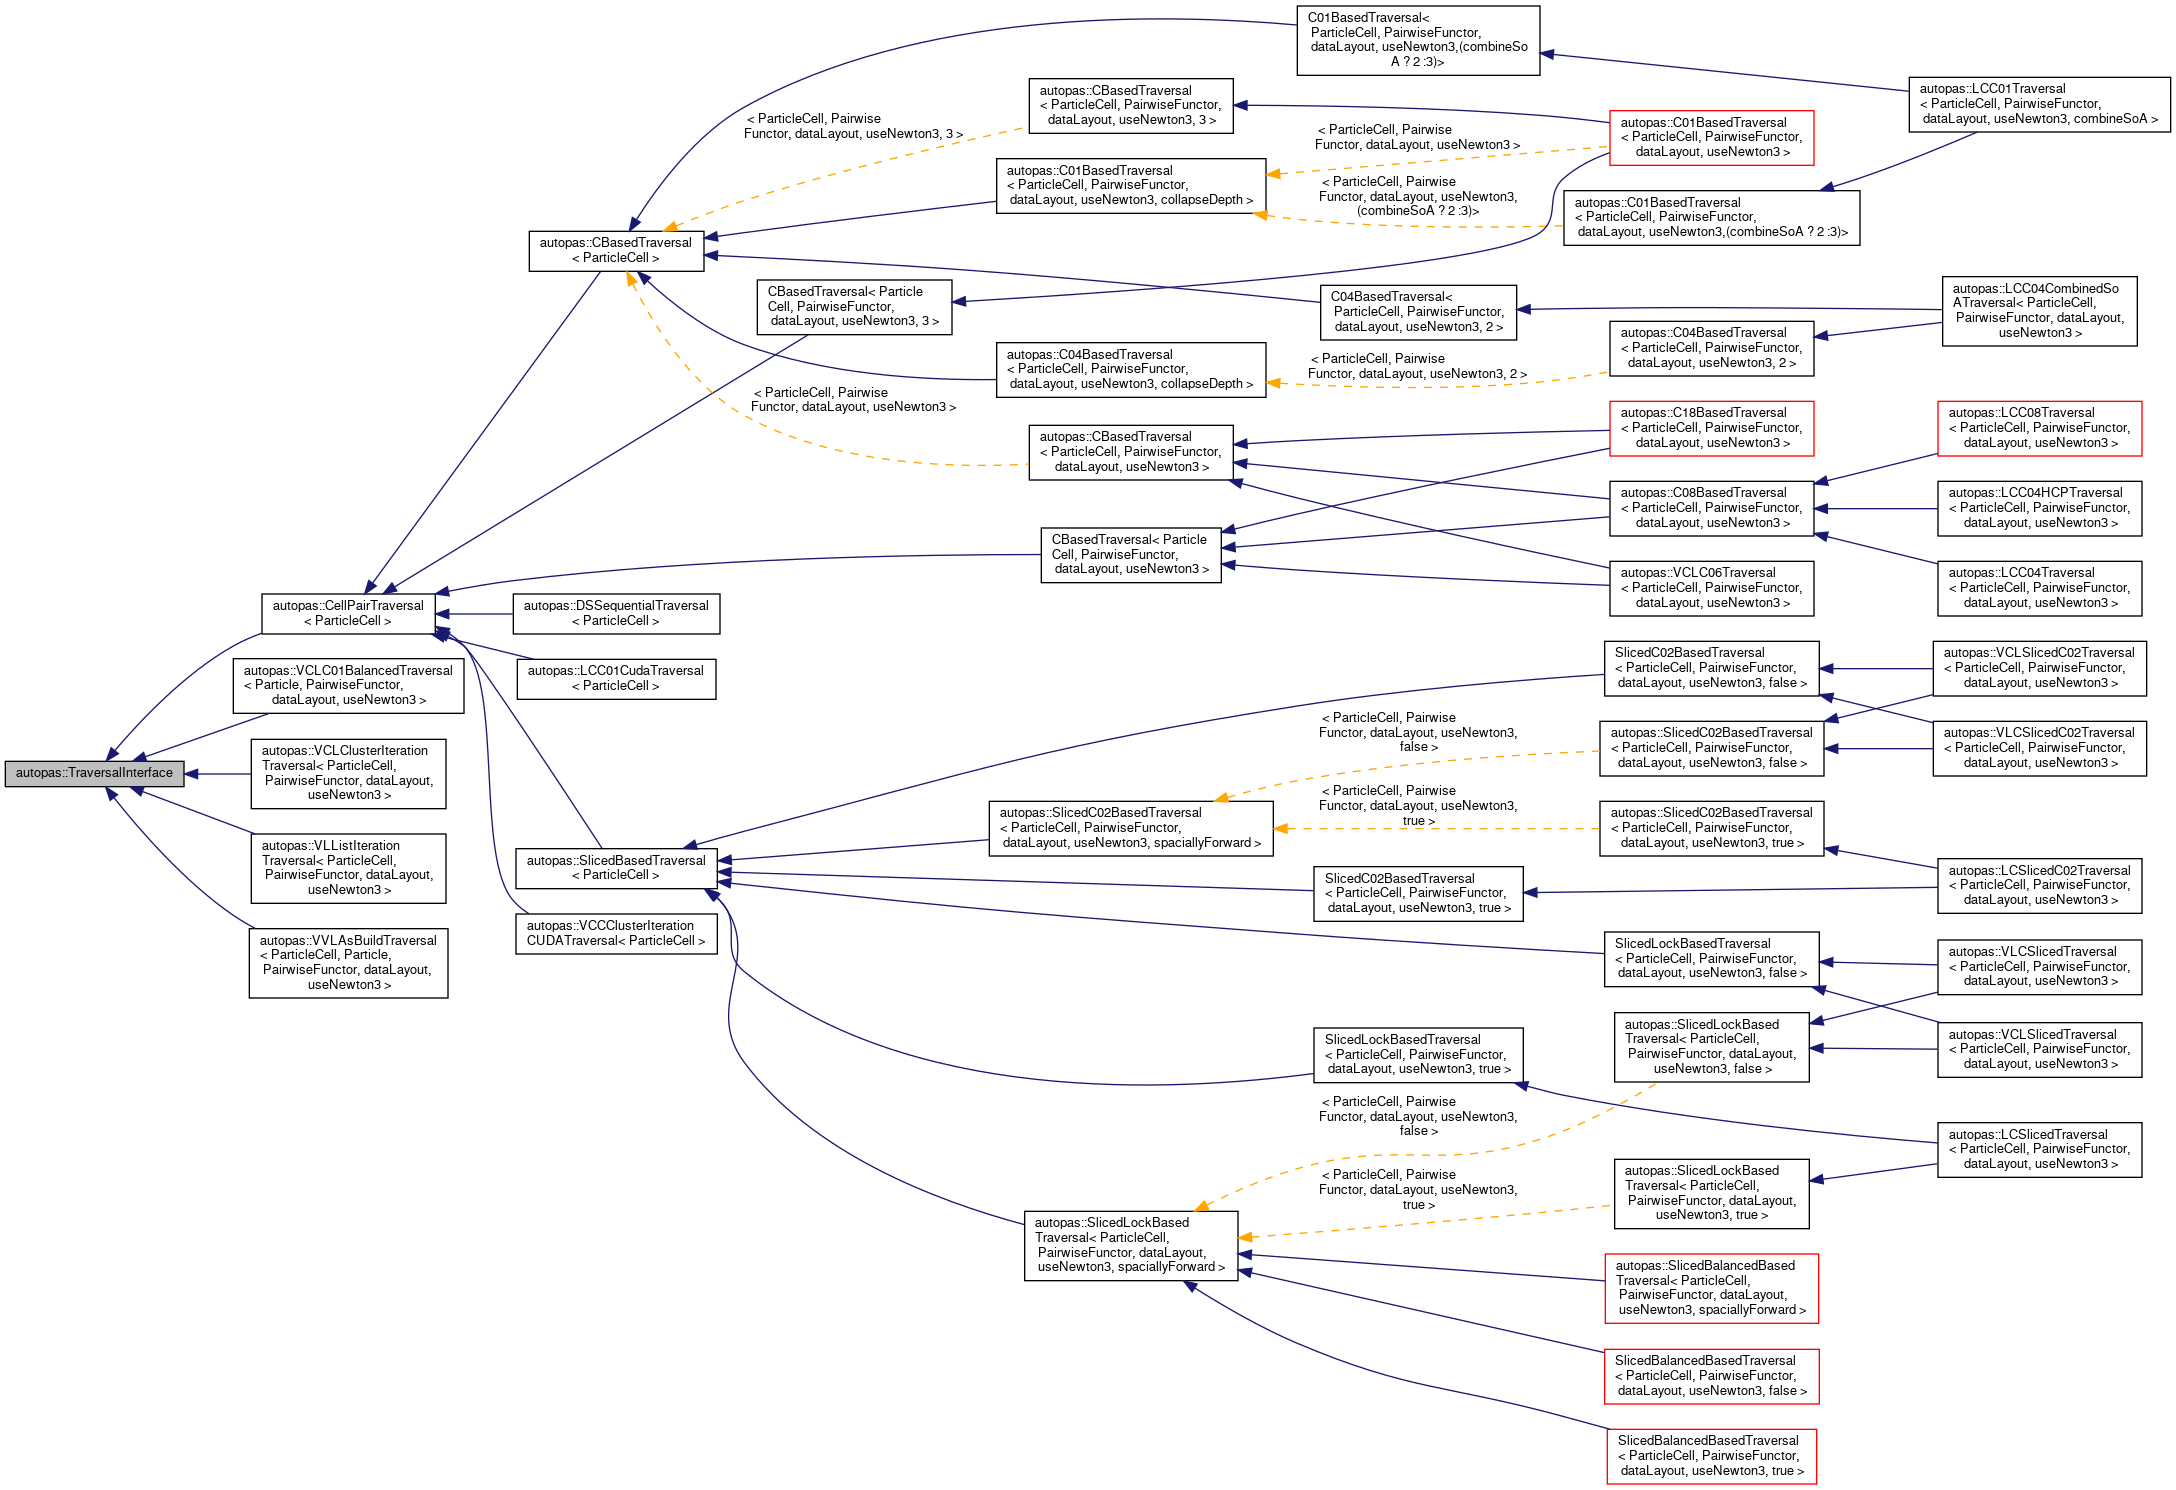 autopas::TraversalInterface
autopas::CellPairTraversal
< ParticleCell >
autopas::VCLC01BalancedTraversal
< Particle, PairwiseFunctor,
dataLayout, useNewton3 >
autopas::VCLClusterIteration
Traversal< ParticleCell,
PairwiseFunctor, dataLayout,
useNewton3 >
autopas::VLListIteration
Traversal< ParticleCell,
PairwiseFunctor, dataLayout,
useNewton3 >
autopas::VVLAsBuildTraversal
< ParticleCell, Particle,
PairwiseFunctor, dataLayout,
useNewton3 >
autopas::CBasedTraversal
< ParticleCell >
autopas::DSSequentialTraversal
< ParticleCell >
autopas::LCC01CudaTraversal
< ParticleCell >
autopas::SlicedBasedTraversal
< ParticleCell >
autopas::VCCClusterIteration
CUDATraversal< ParticleCell >
< ParticleCell, Pairwise
Functor, dataLayout, useNewton3, 3 >
CBasedTraversal< Particle
Cell, PairwiseFunctor,
dataLayout, useNewton3, 3 >
< ParticleCell, Pairwise
Functor, dataLayout, useNewton3 >
autopas::CBasedTraversal
< ParticleCell, PairwiseFunctor,
dataLayout, useNewton3, 3 >
autopas::C01BasedTraversal
< ParticleCell, PairwiseFunctor,
dataLayout, useNewton3, collapseDepth >
autopas::C04BasedTraversal
< ParticleCell, PairwiseFunctor,
dataLayout, useNewton3, collapseDepth >
autopas::CBasedTraversal
< ParticleCell, PairwiseFunctor,
dataLayout, useNewton3 >
CBasedTraversal< Particle
Cell, PairwiseFunctor,
dataLayout, useNewton3 >
autopas::SlicedC02BasedTraversal
< ParticleCell, PairwiseFunctor,
dataLayout, useNewton3, spaciallyForward >
autopas::SlicedLockBased
Traversal< ParticleCell,
PairwiseFunctor, dataLayout,
useNewton3, spaciallyForward >
C01BasedTraversal<
ParticleCell, PairwiseFunctor,
dataLayout, useNewton3,(combineSo
A ? 2 :3)>
< ParticleCell, Pairwise
Functor, dataLayout, useNewton3 >
< ParticleCell, Pairwise
Functor, dataLayout, useNewton3,
(combineSoA ? 2 :3)>
C04BasedTraversal<
ParticleCell, PairwiseFunctor,
dataLayout, useNewton3, 2 >
< ParticleCell, Pairwise
Functor, dataLayout, useNewton3, 2 >
< ParticleCell, Pairwise
Functor, dataLayout, useNewton3,
false >
< ParticleCell, Pairwise
Functor, dataLayout, useNewton3,
true >
SlicedC02BasedTraversal
< ParticleCell, PairwiseFunctor,
dataLayout, useNewton3, true >
SlicedLockBasedTraversal
< ParticleCell, PairwiseFunctor,
dataLayout, useNewton3, true >
< ParticleCell, Pairwise
Functor, dataLayout, useNewton3,
false >
< ParticleCell, Pairwise
Functor, dataLayout, useNewton3,
true >
autopas::C01BasedTraversal
< ParticleCell, PairwiseFunctor,
dataLayout, useNewton3 >
autopas::C01BasedTraversal
< ParticleCell, PairwiseFunctor,
dataLayout, useNewton3,(combineSoA ? 2 :3)>
autopas::C04BasedTraversal
< ParticleCell, PairwiseFunctor,
dataLayout, useNewton3, 2 >
autopas::C18BasedTraversal
< ParticleCell, PairwiseFunctor,
dataLayout, useNewton3 >
autopas::C08BasedTraversal
< ParticleCell, PairwiseFunctor,
dataLayout, useNewton3 >
autopas::VCLC06Traversal
< ParticleCell, PairwiseFunctor,
dataLayout, useNewton3 >
SlicedC02BasedTraversal
< ParticleCell, PairwiseFunctor,
dataLayout, useNewton3, false >
autopas::SlicedC02BasedTraversal
< ParticleCell, PairwiseFunctor,
dataLayout, useNewton3, false >
autopas::SlicedC02BasedTraversal
< ParticleCell, PairwiseFunctor,
dataLayout, useNewton3, true >
SlicedLockBasedTraversal
< ParticleCell, PairwiseFunctor,
dataLayout, useNewton3, false >
autopas::SlicedLockBased
Traversal< ParticleCell,
PairwiseFunctor, dataLayout,
useNewton3, false >
autopas::SlicedLockBased
Traversal< ParticleCell,
PairwiseFunctor, dataLayout,
useNewton3, true >
autopas::SlicedBalancedBased
Traversal< ParticleCell,
PairwiseFunctor, dataLayout,
useNewton3, spaciallyForward >
SlicedBalancedBasedTraversal
< ParticleCell, PairwiseFunctor,
dataLayout, useNewton3, false >
SlicedBalancedBasedTraversal
< ParticleCell, PairwiseFunctor,
dataLayout, useNewton3, true >
autopas::LCC01Traversal
< ParticleCell, PairwiseFunctor,
dataLayout, useNewton3, combineSoA >
autopas::LCC04CombinedSo
ATraversal< ParticleCell,
PairwiseFunctor, dataLayout,
useNewton3 >
autopas::LCC08Traversal
< ParticleCell, PairwiseFunctor,
dataLayout, useNewton3 >
autopas::LCC04HCPTraversal
< ParticleCell, PairwiseFunctor,
dataLayout, useNewton3 >
autopas::LCC04Traversal
< ParticleCell, PairwiseFunctor,
dataLayout, useNewton3 >
autopas::VCLSlicedC02Traversal
< ParticleCell, PairwiseFunctor,
dataLayout, useNewton3 >
autopas::VLCSlicedC02Traversal
< ParticleCell, PairwiseFunctor,
dataLayout, useNewton3 >
autopas::LCSlicedC02Traversal
< ParticleCell, PairwiseFunctor,
dataLayout, useNewton3 >
autopas::VLCSlicedTraversal
< ParticleCell, PairwiseFunctor,
dataLayout, useNewton3 >
autopas::VCLSlicedTraversal
< ParticleCell, PairwiseFunctor,
dataLayout, useNewton3 >
autopas::LCSlicedTraversal
< ParticleCell, PairwiseFunctor,
dataLayout, useNewton3 >